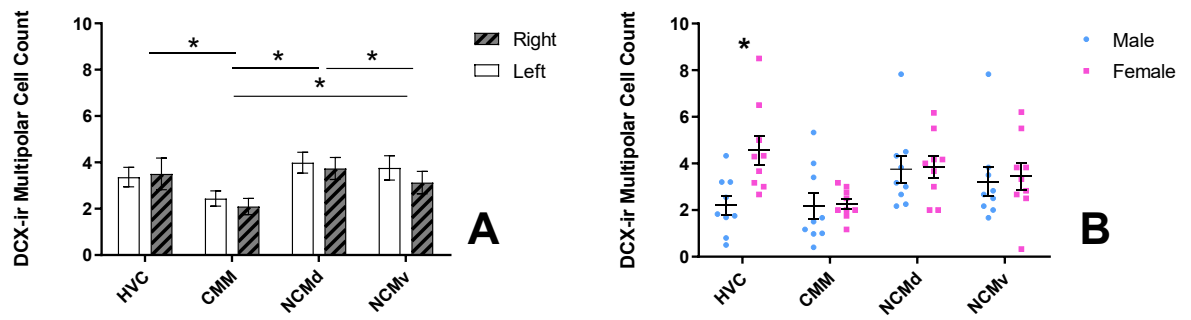 DCX-ir Multipolar Cell Count
10
8
6
4
2
0
*
*
*
*
HVC
CMM
NCMd
NCMv
Right
Left
A
DCX-ir Multipolar Cell Count
10
8
6
4
2
0
*
HVC
CMM
NCMd
NCMv
Male
Female
B